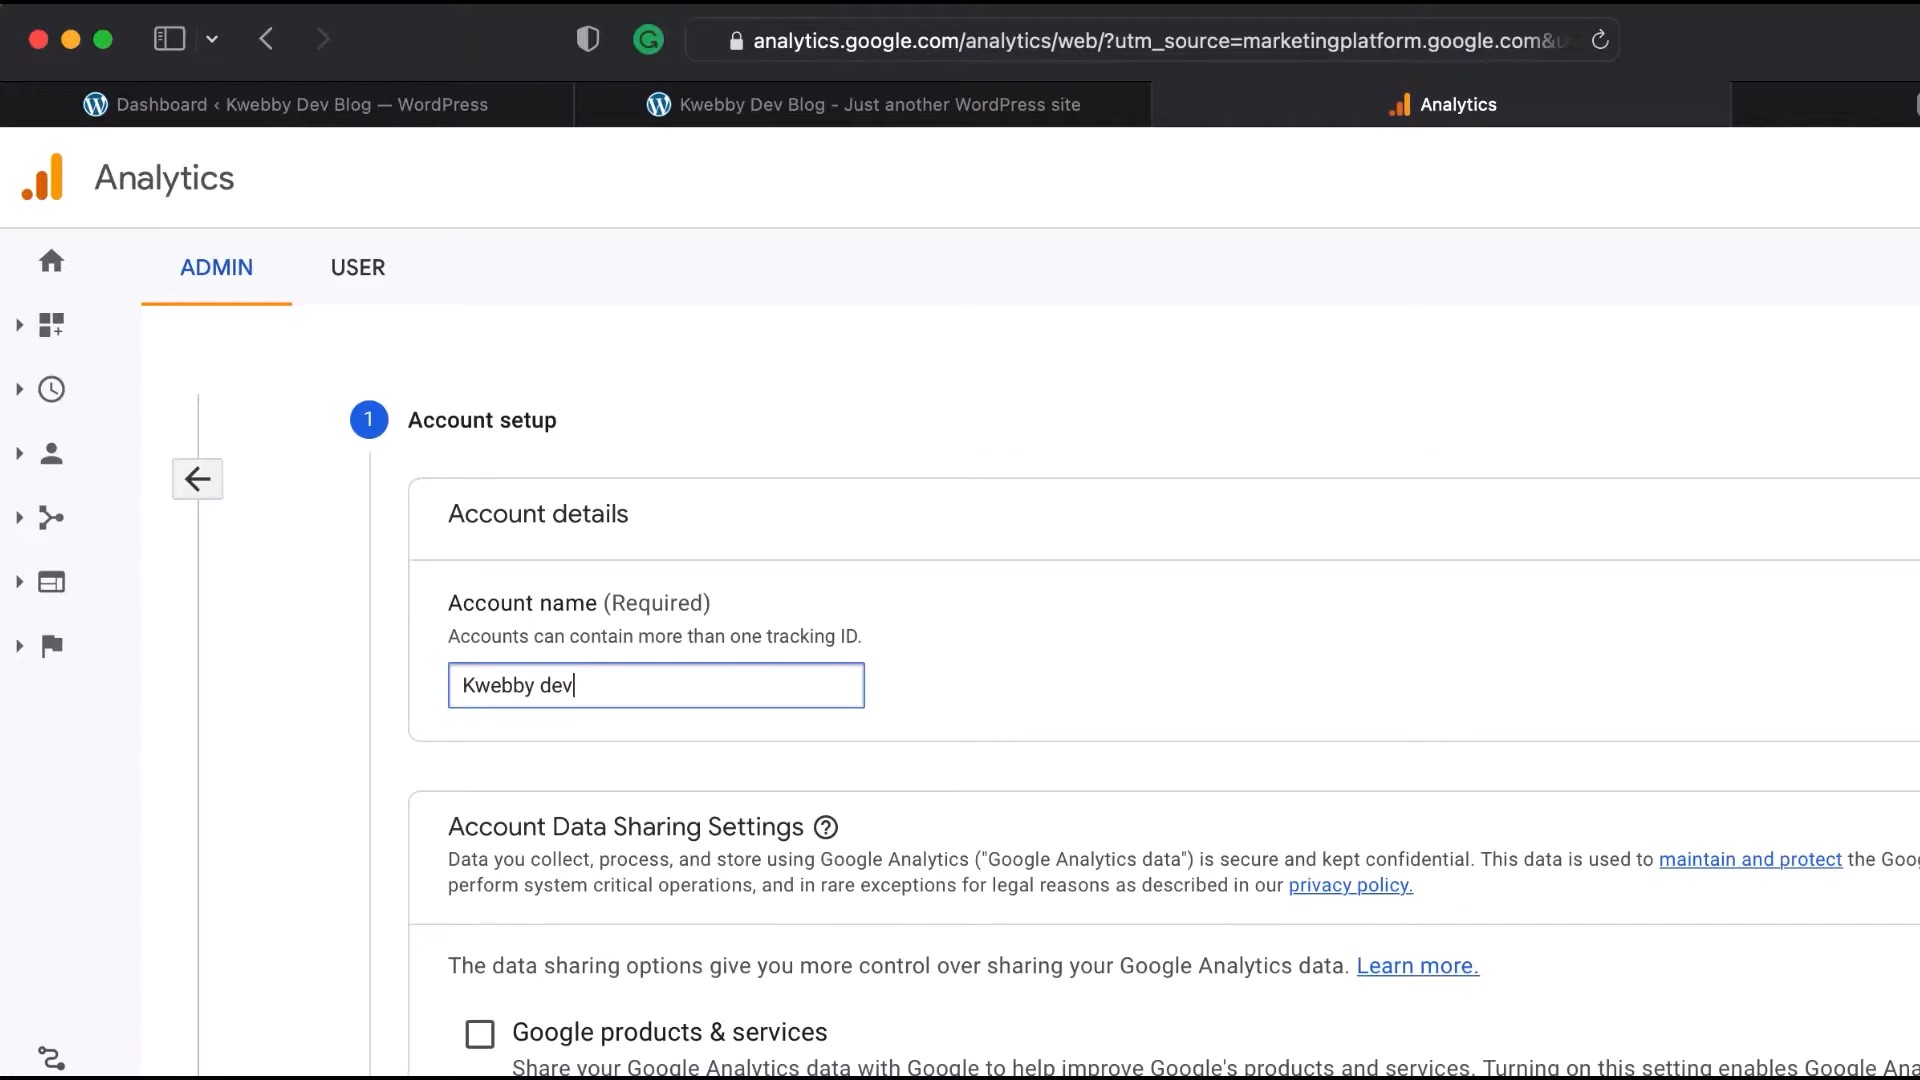 analytics.google.com/analytics/web/?utm_source=marketingplatform.google.com&u
Dashboard ‹ Kwebby Dev Blog — WordPress
Kwebby Dev Blog - Just another WordPress site
Analytics
Analytics
ADMIN
USER
1
Account setup
Account details
Account name (Required)
Accounts can contain more than one tracking ID.
Kwebby dev
Account Data Sharing Settings
Data you collect, process, and store using Google Analytics ("Google Analytics data") is secure and kept confidential. This data is used to maintain and protect the Goog
perform system critical operations, and in rare exceptions for legal reasons as described in our privacy policy.
The data sharing options give you more control over sharing your Google Analytics data. Learn more.
Google products & services
Share your Google Analytics data with Google to help improve Google's products and services. Turning on this setting enables Google Ana